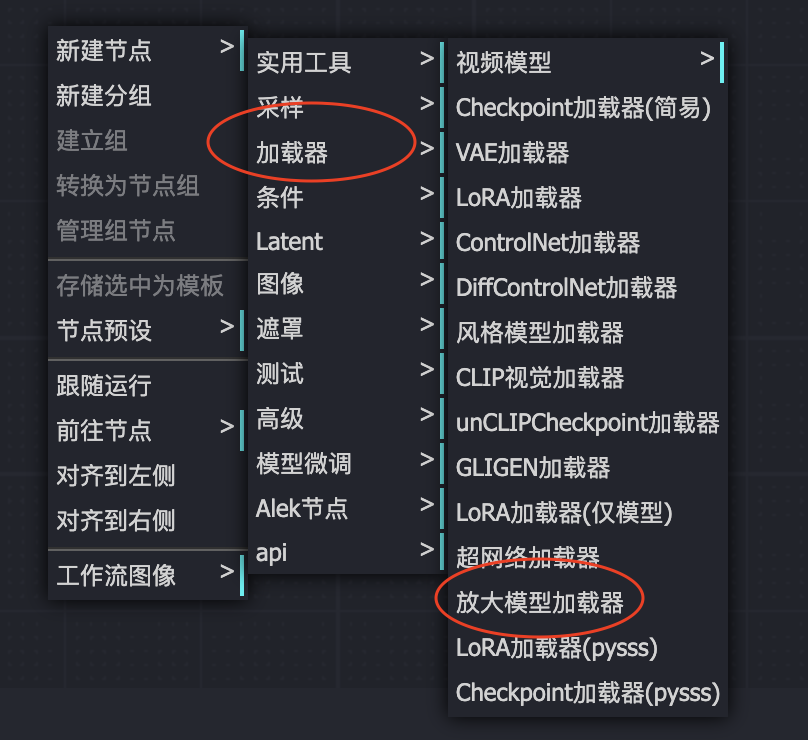 新建节点 >
新建分组
建立组
转换为节点组
管理组节点
存储选中为模板
节点预设 >
跟随运行
前往节点 >
对齐到左侧
对齐到右侧
工作流图像 >
实用工具 >
采样 >
加载器 >
条件 >
Latent >
图像 >
遮罩 >
测试 >
高级 >
模型微调 >
Alek节点 >
api >
视频模型 >
Checkpoint加载器(简易)
VAE加载器
LoRA加载器
ControlNet加载器
DiffControlNet加载器
风格模型加载器
CLIP视觉加载器
unCLIPCheckpoint加载器
GLIGEN加载器
LoRA加载器(仅模型)
超网络加载器
放大模型加载器
LoRA加载器(pysss)
Checkpoint加载器(pysss)